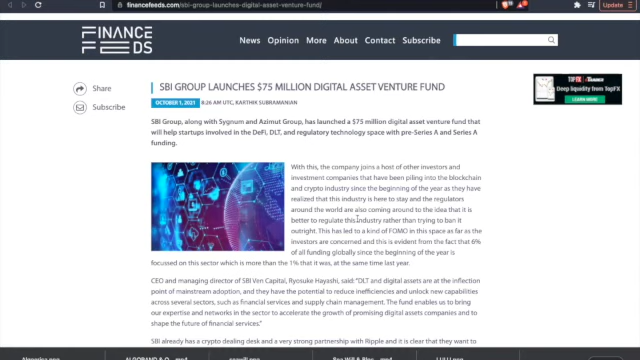 financefeeds.com/sbi-group-launches-digital-asset-venture-fund/
Update
FINANCE
FEEDS
News Opinion More About Contact Subscribe
Share
Subscribe
SBI GROUP LAUNCHES $75 MILLION DIGITAL ASSET VENTURE FUND
OCTOBER 1, 2021 8:26 AM UTC, KARTHIK SUBRAMANIAN
SBI Group, along with Sygnum and Azimut Group, has launched a $75 million digital asset venture fund
that will help startups involved in the DeFi, DLT, and regulatory technology space with pre-Series A and Series A
funding.
With this, the company joins a host of other investors and
investment companies that have been piling into the blockchain
and crypto industry since the beginning of the year as they have
realized that this industry is here to stay and the regulators
around the world are also coming around to the idea that it is
better to regulate this industry rather than trying to ban it
outright. This has led to a kind of FOMO in this space as far as the
investors are concerned and this is evident from the fact that 6%
of all funding globally since the beginning of the year is
focussed on this sector which is more than the 1% that it was, at the same time last year.
CEO and managing director of SBI Ven Capital, Ryosuke Hayashi, said: “DLT and digital assets are at the inflection
point of mainstream adoption, and they have the potential to reduce inefficiencies and unlock new capabilities
across several sectors, such as financial services and supply chain management. The fund enables us to bring
our expertise and networks in the sector to accelerate the growth of promising digital assets companies and to
shape the future of financial services.”
SBI already has a crypto dealing desk and a very strong partnership with Ripple and it is clear that they want to
TOPFX
Deep liquidity from TopFX
LEARN MORE